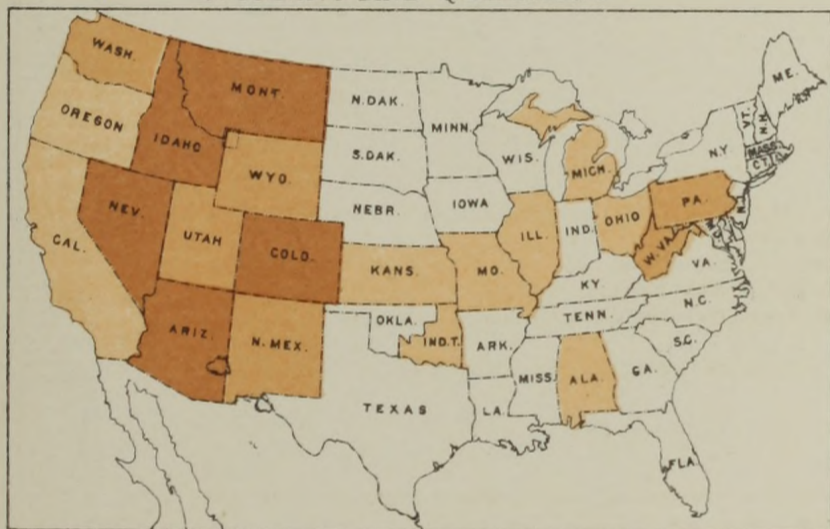 WASH.
MONT.
N.DAK.
MINN.
ME.
OREGON
IDAHO
S.DAK.
WIS.
MICH.
N.Y.
VT.
N.H.
MASS.
CT.
WYO.
NEBR.
IOWA
NEV.
UTAH
COLO.
KANS.
MO.
ILL.
IND.
OHIO
PA.
W.VA.
VA.
N.J.
CAL.
KY.
ARIZ.
N.MEX.
OKLA.
IND.T.
ARK.
TENN.
N.C.
S.C.
TEXAS
LA.
MISS.
ALA.
GA.
FLA.